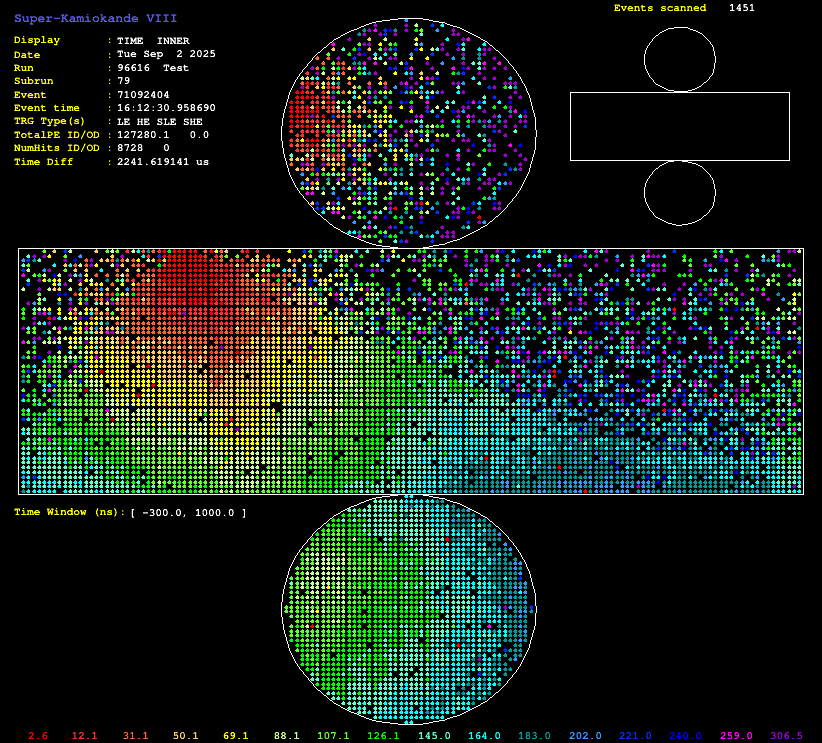 Super-Kamiokande VIII
Events scanned 1451
Display : TIME INNER
Date : Tue Sep 2 2025
Run : 96616 Test
Subrun : 79
Event : 71092404
Event time : 16:12:30.958690
TRG Type(s) : LE HE SLE SHE
TotalPE ID/OD : 127280.1 0.0
NumHits ID/OD : 8728 0
Time Diff : 2241.619141 us
Time Window (ns): [ -300.0, 1000.0 ]
2.6 12.1 31.1 50.1 69.1 88.1 107.1 126.1 145.0 164.0 183.0 202.0 221.0 240.0 259.0 306.5